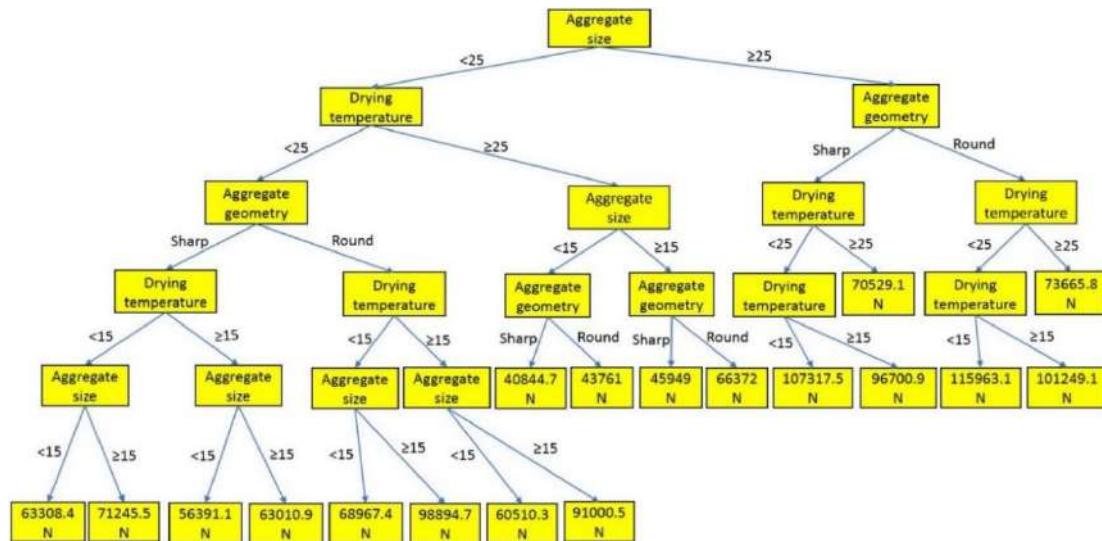 Aggregate
size
<25
≥25
Drying
temperature
Aggregate
geometry
<25
≥25
Sharp
Round
Aggregate
geometry
Aggregate
size
Drying
temperature
Drying
temperature
Sharp
Round
<15
≥15
<25
≥25
<25
≥25
Drying
temperature
Drying
temperature
Aggregate
geometry
Aggregate
geometry
Drying
temperature
70529.1
N
Drying
temperature
73665.8
N
<15
≥15
<15
≥15
Sharp
Round
Sharp
Round
<15
≥15
<15
≥15
Aggregate
size
Aggregate
size
Aggregate
size
Aggregate
size
40844.7
N
43761
N
45949
N
66372
N
107317.5
N
96700.9
N
115963.1
N
101249.1
N
<15
≥15
<15
≥15
<15
≥15
<15
≥15
63308.4
N
71245.5
N
56391.1
N
63010.9
N
68967.4
N
98894.7
N
60510.3
N
91000.5
N